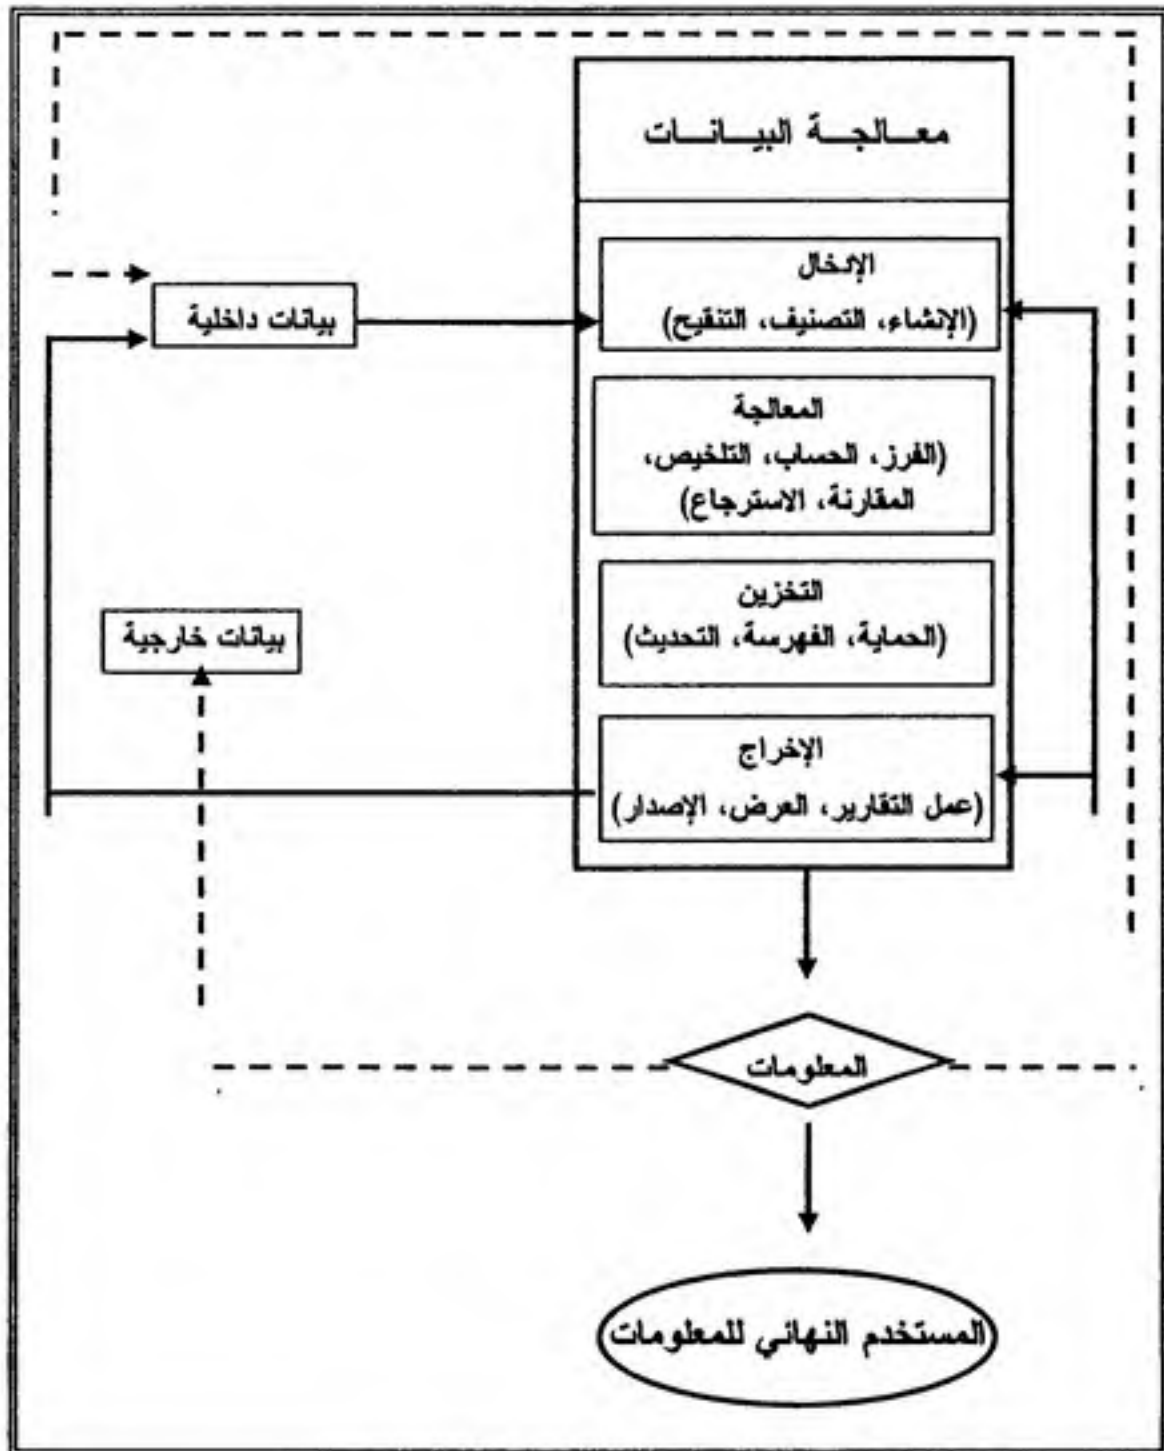 معالجة البيانات
الإدخال
(الإنشاء، التصنيف، التنقيح)
بيانات داخلية
المعالجة
(الفرز، الحساب، التلخيص،
المقارنة، الاسترجاع)
التخزين
(الحماية، الفهرسة، التحديث)
بيانات خارجية
الإخراج
(عمل التقارير، العرض، الإصدار)
المعلومات
المستخدم النهائي للمعلومات